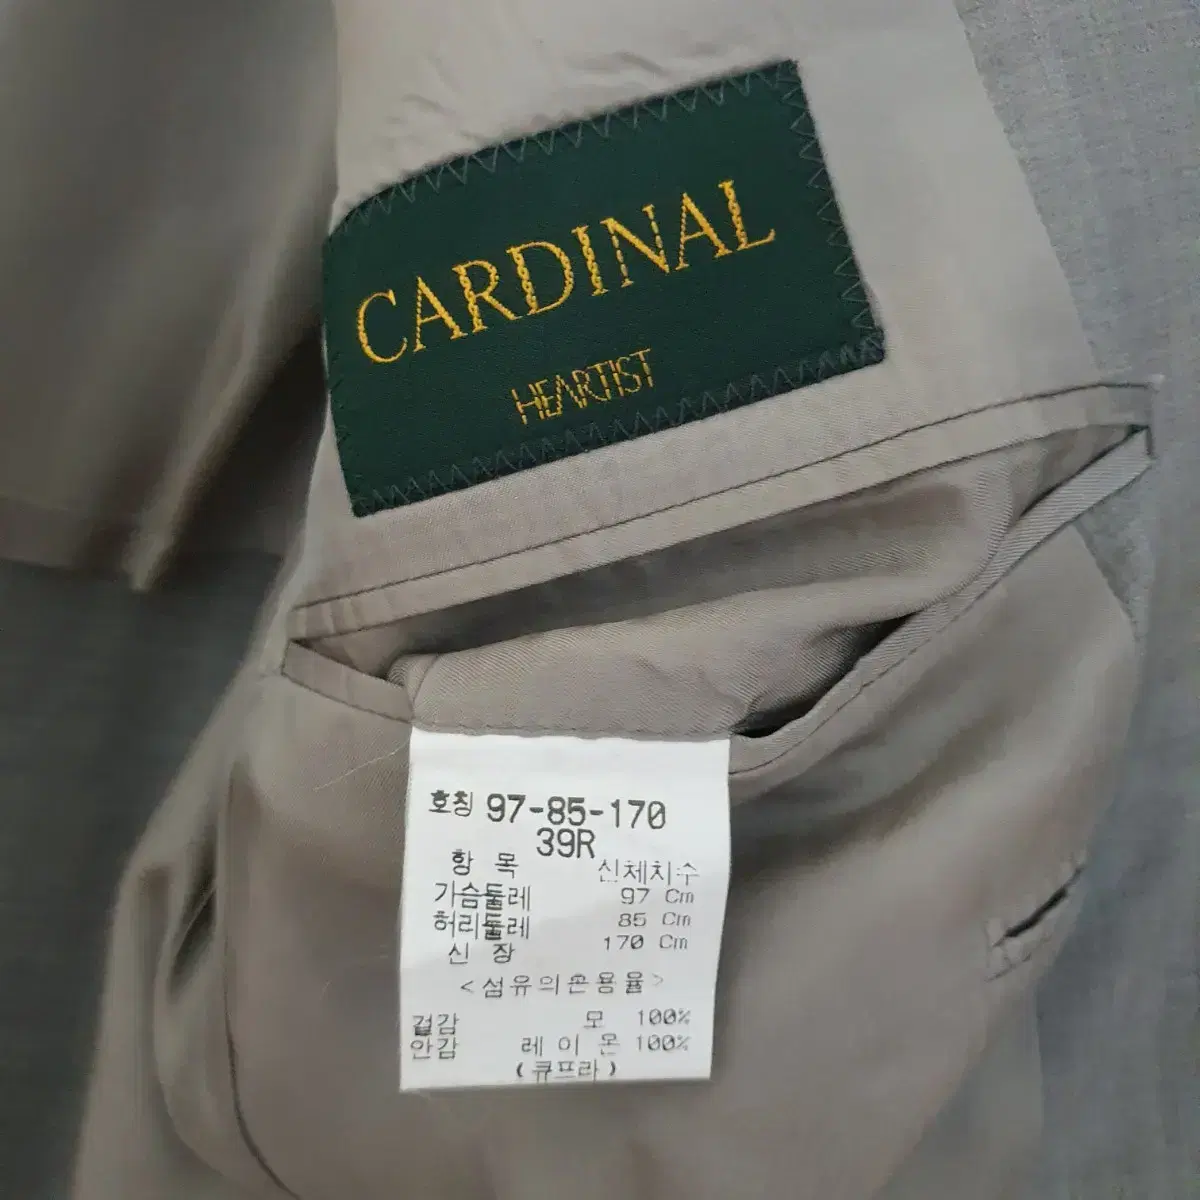 CARDINAL
HEARTIST
호칭 97-85-170
39R
항 목 신체치수
가슴둘레 97 Cm
허리둘레 85 Cm
신 장 170 Cm
<섬유의혼용율>
겉감 모 100%
안감 레이온 100%
(큐프라)